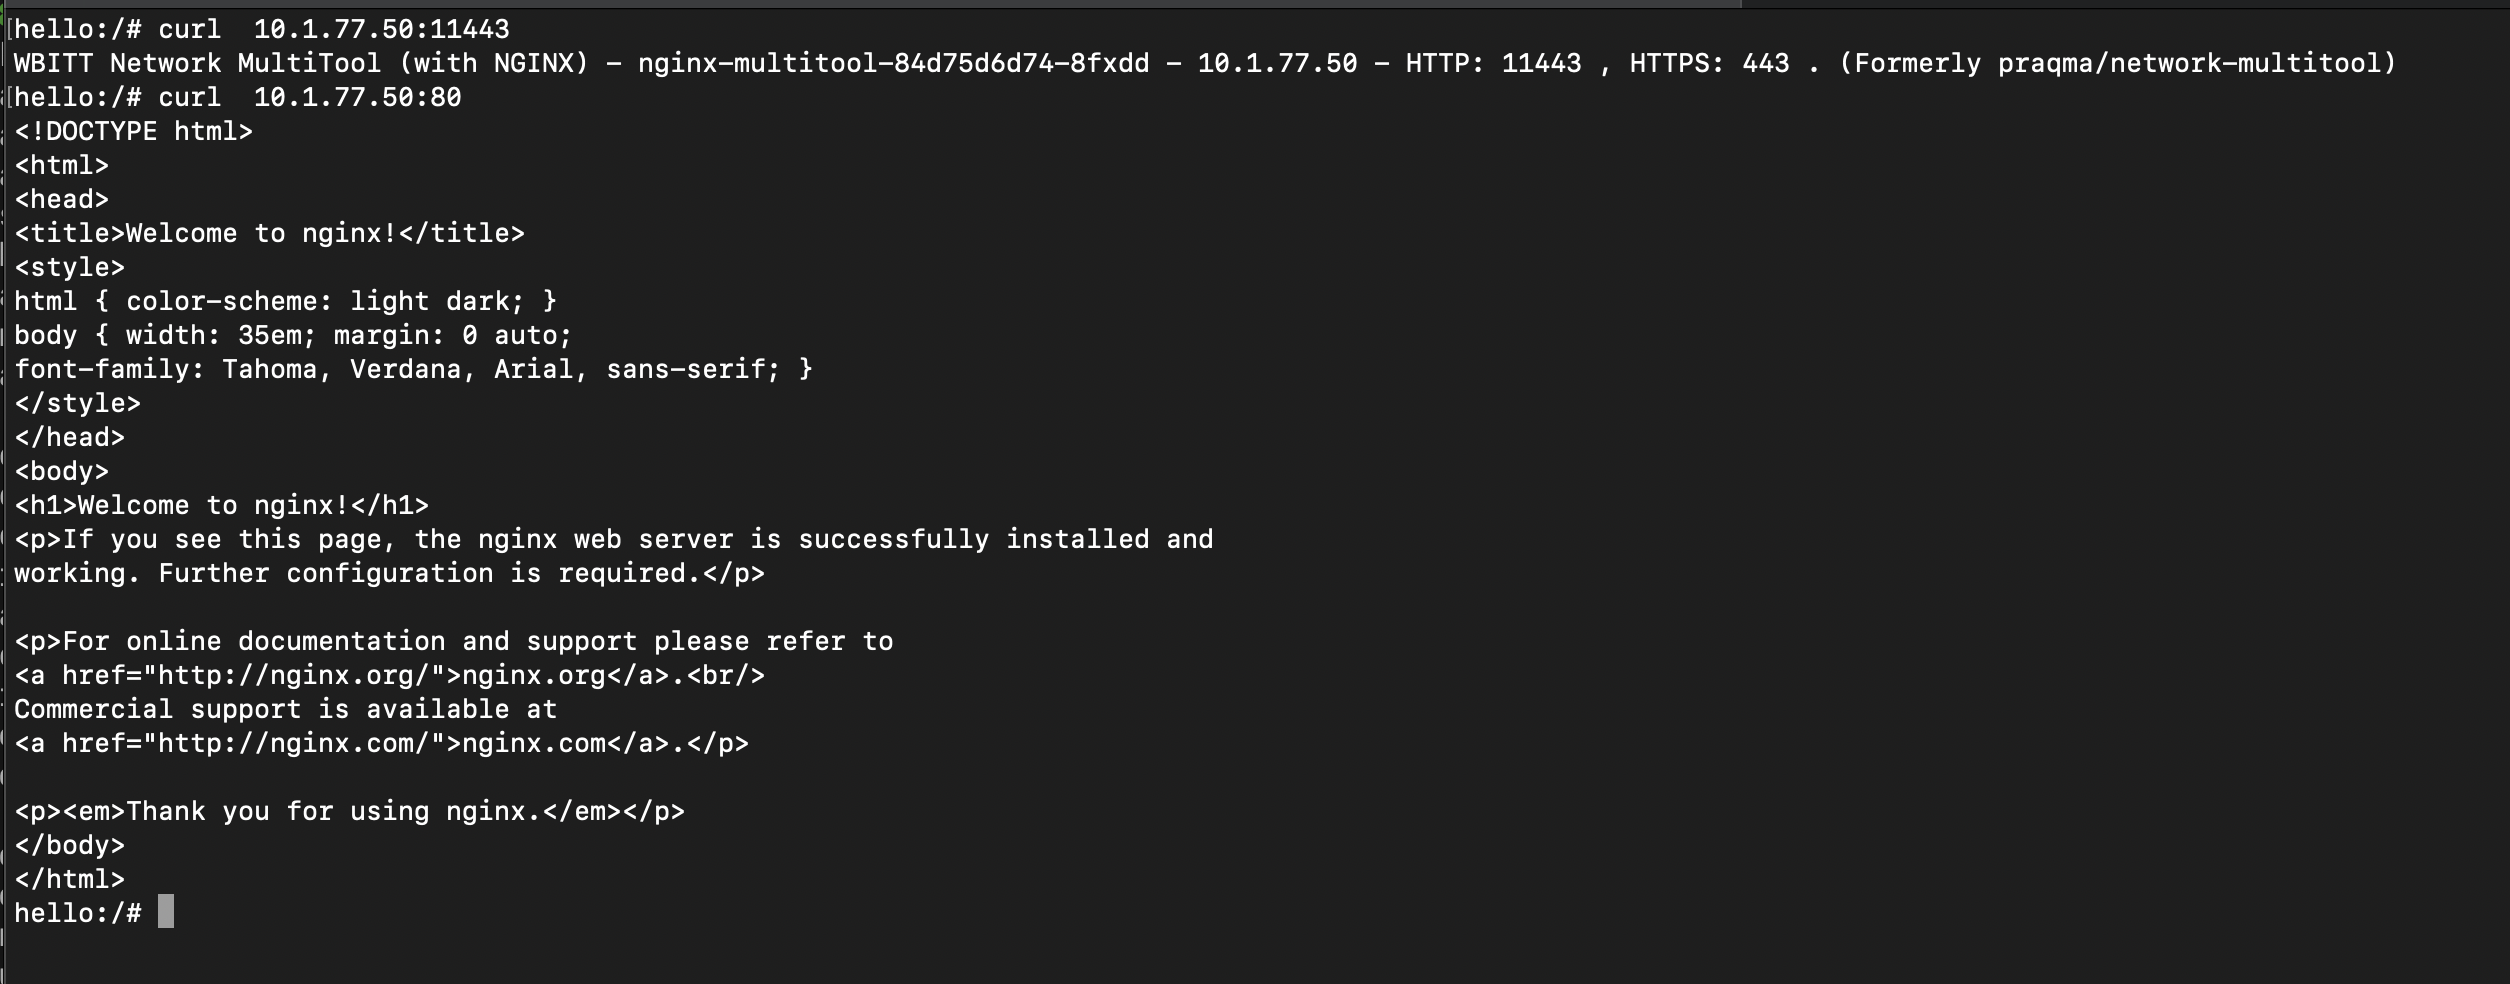 [hello:/# curl  10.1.77.50:11443
WBITT Network MultiTool (with NGINX) - nginx-multitool-84d75d6d74-8fxdd - 10.1.77.50 - HTTP: 11443 , HTTPS: 443 . (Formerly praqma/network-multitool)
[hello:/# curl  10.1.77.50:80
<!DOCTYPE html>
<html>
<head>
<title>Welcome to nginx!</title>
<style>
html { color-scheme: light dark; }
body { width: 35em; margin: 0 auto;
font-family: Tahoma, Verdana, Arial, sans-serif; }
</style>
</head>
<body>
<h1>Welcome to nginx!</h1>
<p>If you see this page, the nginx web server is successfully installed and
working. Further configuration is required.</p>

<p>For online documentation and support please refer to
<a href="http://nginx.org/">nginx.org</a>.<br/>
Commercial support is available at
<a href="http://nginx.com/">nginx.com</a>.</p>

<p><em>Thank you for using nginx.</em></p>
</body>
</html>
hello:/#